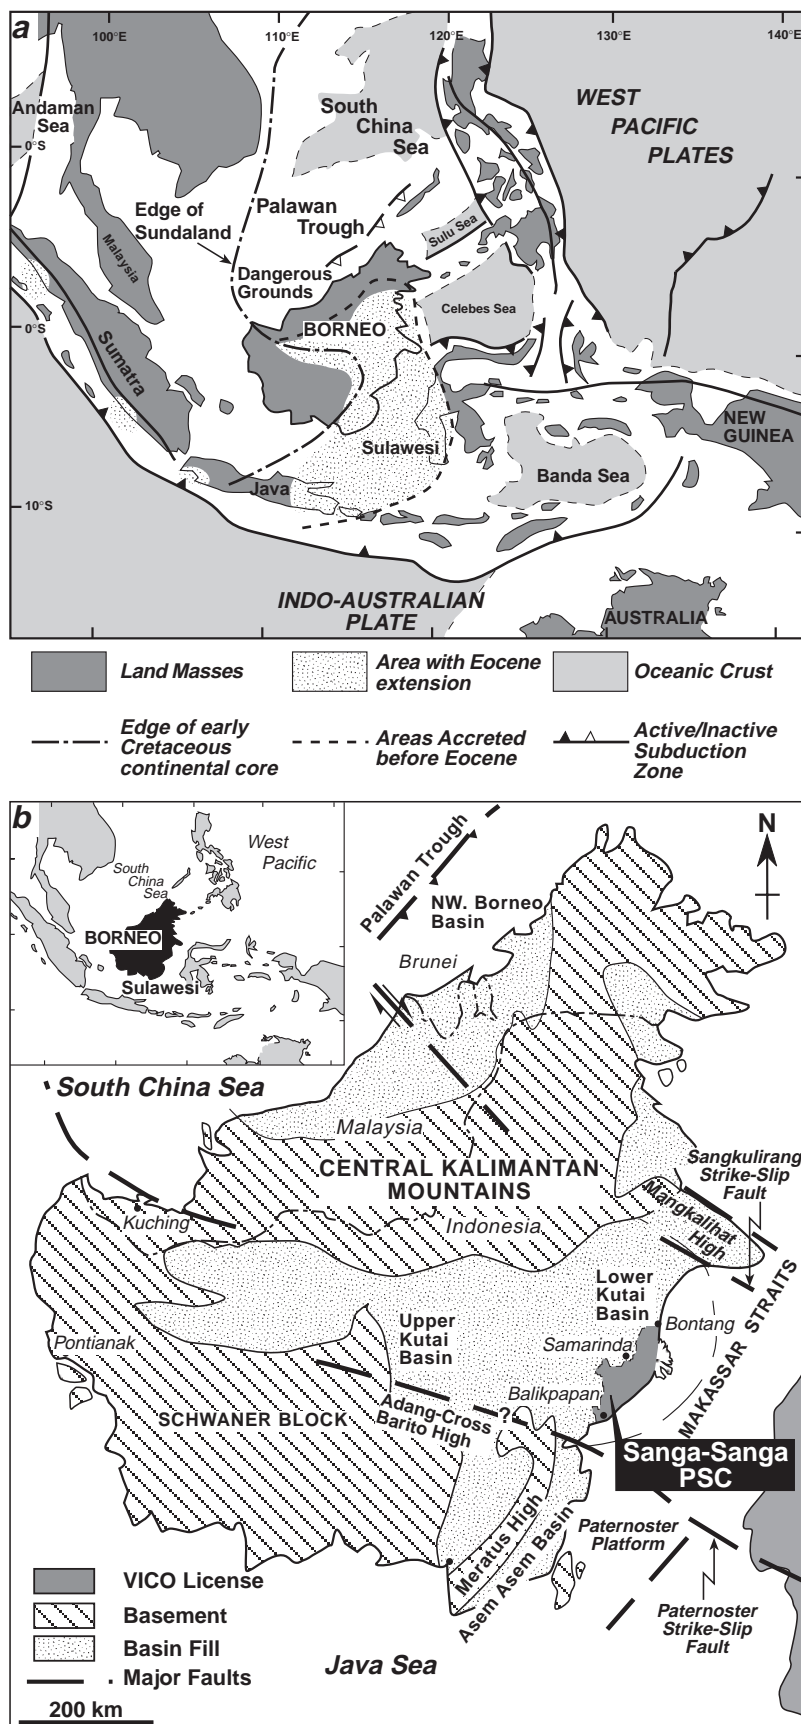 a
100°E
110°E
120°E
130°E
140°E
Andaman
Sea
South
China
Sea
WEST
PACIFIC
PLATES
0°S
Edge of
Sundaland
Palawan
Trough
Sulu Sea
Malaysia
Dangerous
Grounds
Celebes Sea
0°S
BORNEO
Sumatra
NEW
GUINEA
Sulawesi
Banda Sea
Java
10°S
INDO-AUSTRALIAN
PLATE
AUSTRALIA
Land Masses
Area with Eocene
extension
Oceanic Crust
Edge of early
Cretaceous
continental core
Areas Accreted
before Eocene
Active/Inactive
Subduction
Zone
b
West
Pacific
South
China
Sea
BORNEO
Sulawesi
N
Palawan Trough
NW. Borneo
Basin
Brunei
South China Sea
Malaysia
CENTRAL KALIMANTAN
MOUNTAINS
Sangkulirang
Strike-Slip
Fault
Mangkalihat
High
Kuching
Indonesia
Lower
Kutai
Basin
Upper
Kutai
Basin
Bontang
Pontianak
Samarinda
MAKASSAR STRAITS
Balikpapan
SCHWANER BLOCK
Adang-Cross
Barito High
?
Sanga-Sanga
PSC
Meratus High
Asem Asem Basin
Paternoster
Platform
Paternoster
Strike-Slip
Fault
VICO License
Basement
Basin Fill
Major Faults
Java Sea
200 km